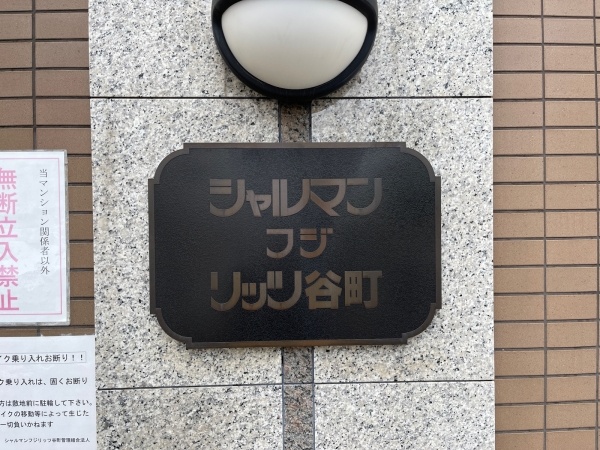 シャルマン
フジ
リッツ谷町
当マンション関係者以外
無断立入禁止
イク乗り入れお断り！！
ク乗り入れは、固くお断り
方は敷地前に駐輪して下さい。
イクの移動等によって生じた
一切負いかねます
シャルマンフジリッツ谷町管理組合法人